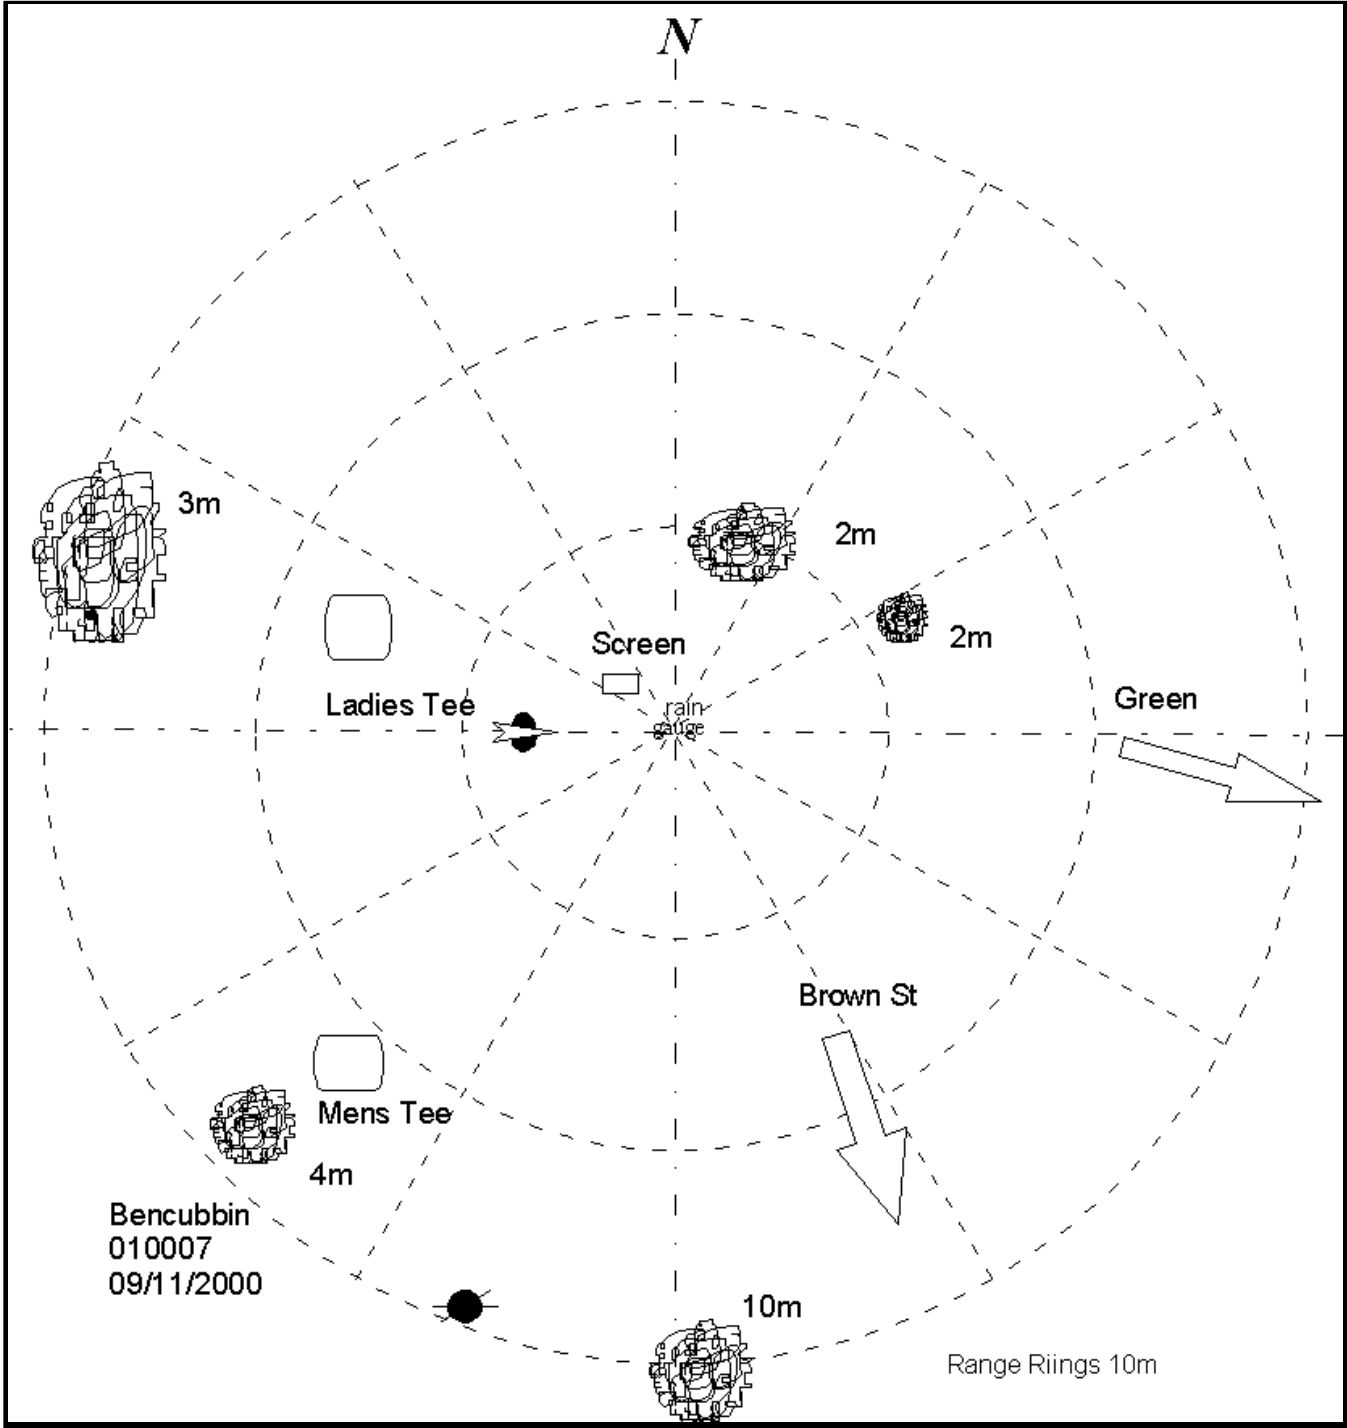 N
3m
2m
Screen
2m
Ladies Tee
rain
gauge
Green
Brown St
Mens Tee
4m
Bencubbin
010007
09/11/2000
10m
Range Riings 10m